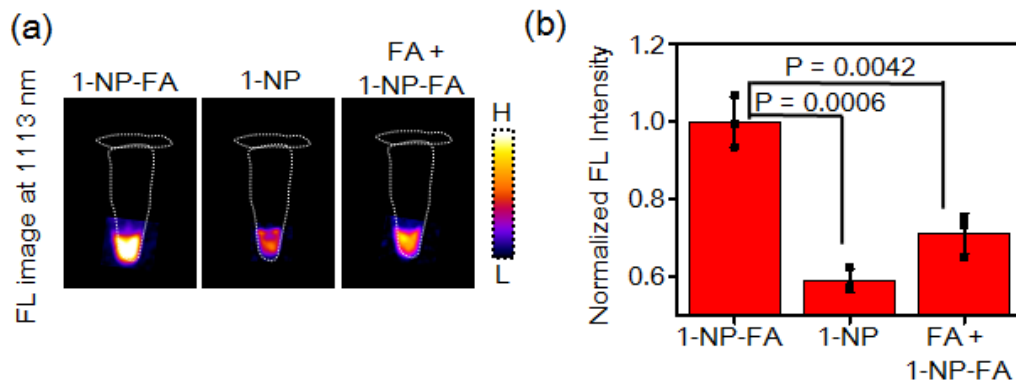 (a)
FL image at 1113 nm
1-NP-FA
1-NP
FA +
1-NP-FA
H
L
(b)
Normalized FL Intensity
1.2
1.0
0.8
0.6
P = 0.0042
P = 0.0006
1-NP-FA
1-NP
FA +
1-NP-FA